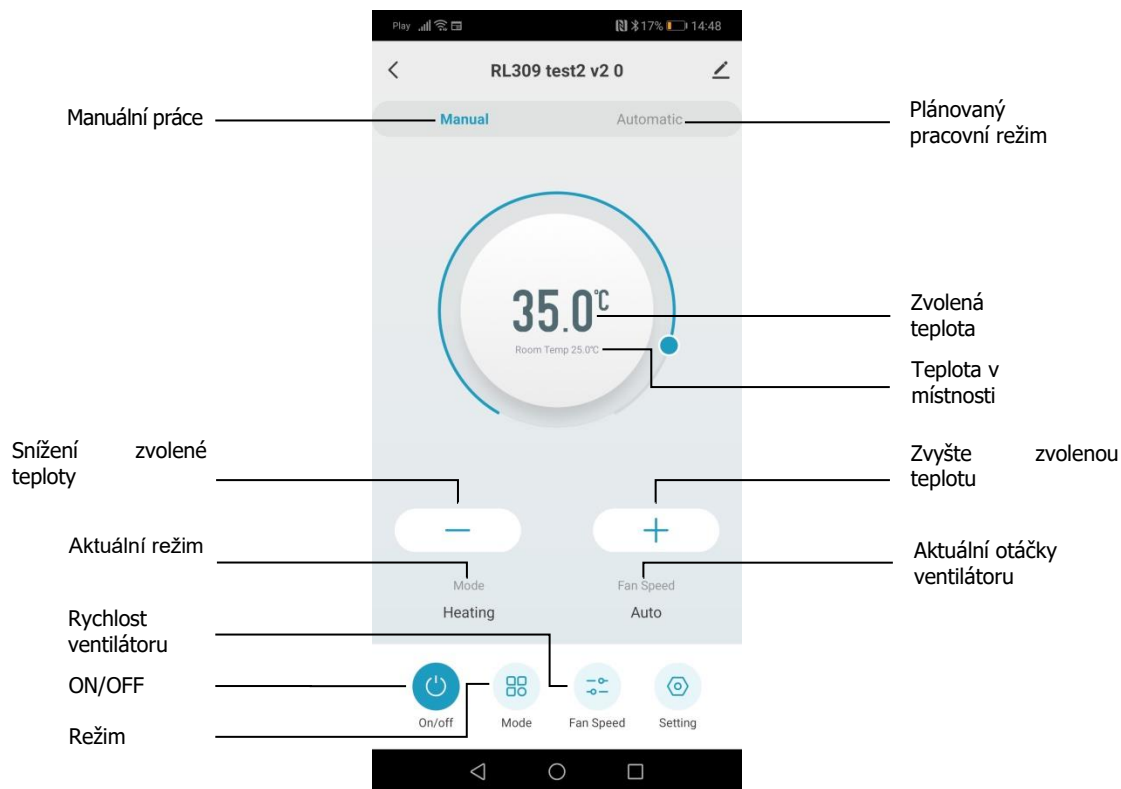 Play 17% 14:48
RL309 test2 v2 0
Manuální práce
Manual Automatic
Plánovaný
pracovní režim
35.0°C
Room Temp 25.0°C
Zvolená
teplota
Teplota v
místnosti
Snížení zvolené
teploty
Zvyšte zvolenou
teplotu
Aktuální režim
Aktuální otáčky
ventilátoru
Mode Fan Speed
Heating Auto
Rychlost
ventilátoru
ON/OFF
Režim
On/off Mode Fan Speed Setting